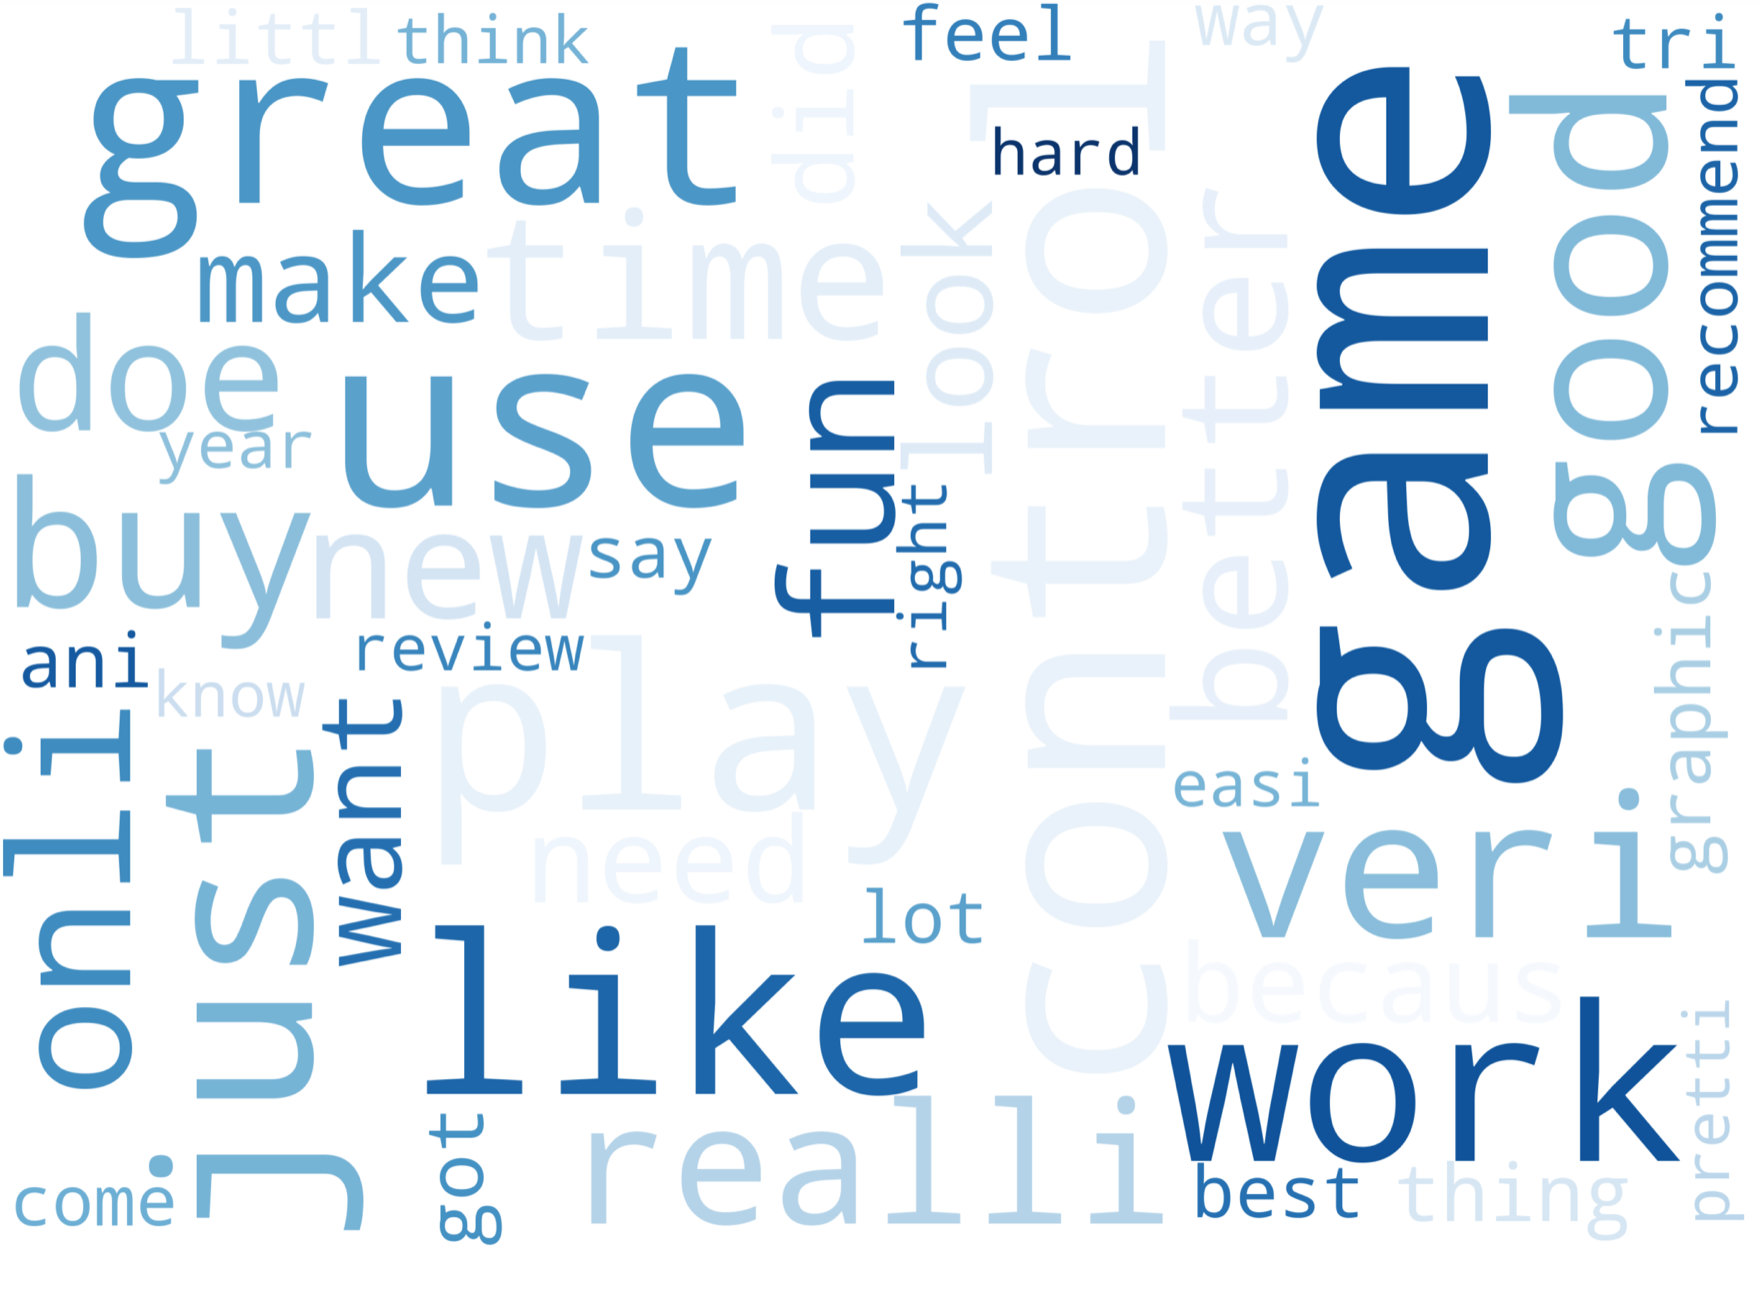 littl
think
did
feel
way
tri
great
hard
recommend
make
time
look
control
better
game
good
doe
year
use
fun
right
buy
new
say
graphic
ani
know
review
play
easi
onli
just
want
need
lot
veri
like
becaus
work
come
got
realli
best
thing
pretti